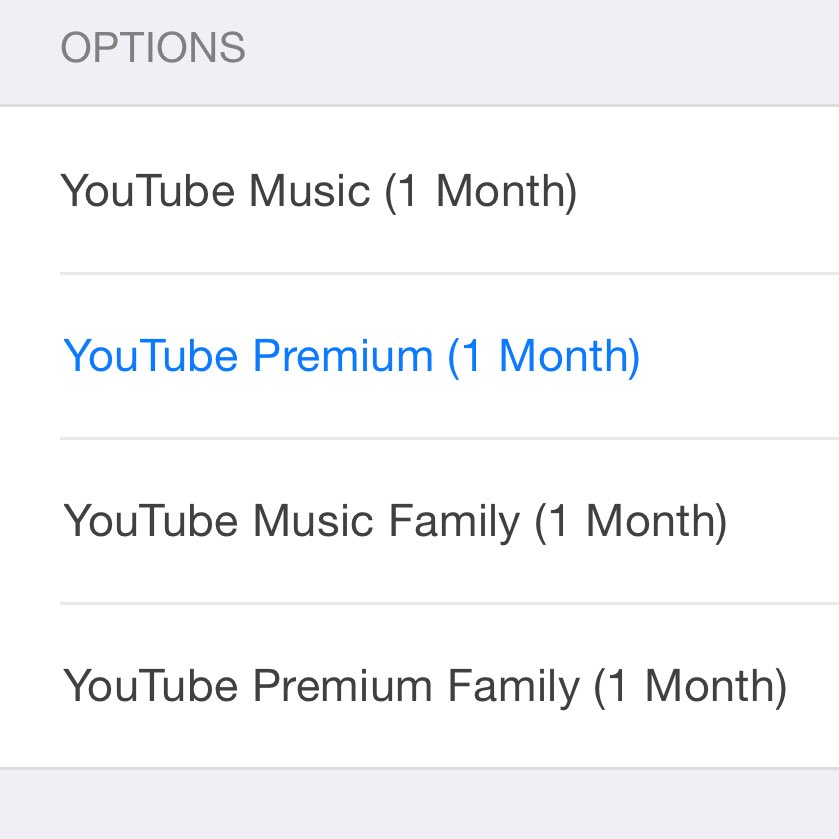 OPTIONS
YouTube Music (1 Month)
YouTube Premium (1 Month)
YouTube Music Family (1 Month)
YouTube Premium Family (1 Month)